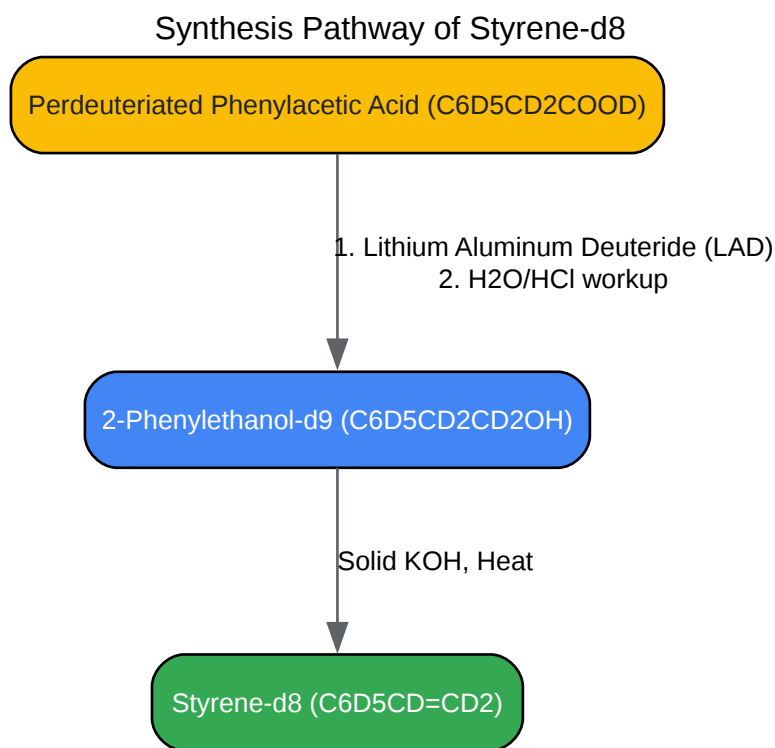 Synthesis Pathway of Styrene-d8
Perdeuteriated Phenylacetic Acid (C6D5CD2COOD)
1. Lithium Aluminum Deuteride (LAD)
2. H2O/HCl workup
2-Phenylethanol-d9 (C6D5CD2CD2OH)
Solid KOH, Heat
Styrene-d8 (C6D5CD=CD2)